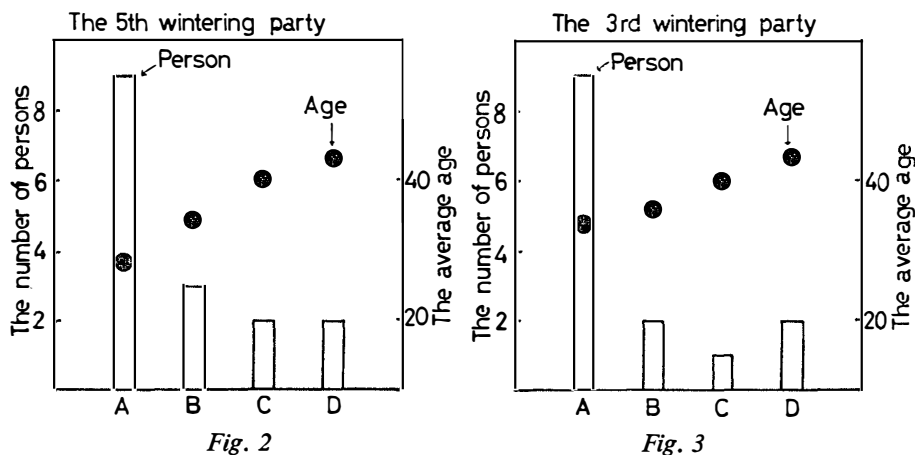 The 5th wintering party
Person
Age
The number of persons
8
6
4
2
40
20
The average age
A B C D
Fig. 2
The 3rd wintering party
Person
Age
The number of persons
8
6
4
2
40
20
The average age
A B C D
Fig. 3